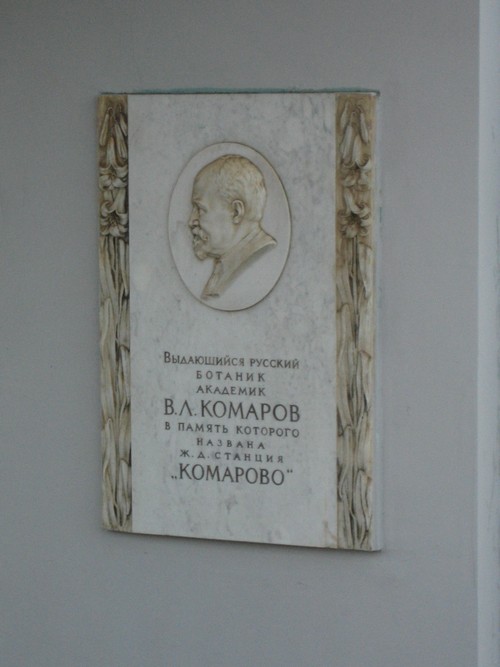 Выдающийся русский
ботаник
академик
В.Л.КОМАРОВ
в память которого
названа
ж.д.станция
„КОМАРОВО“